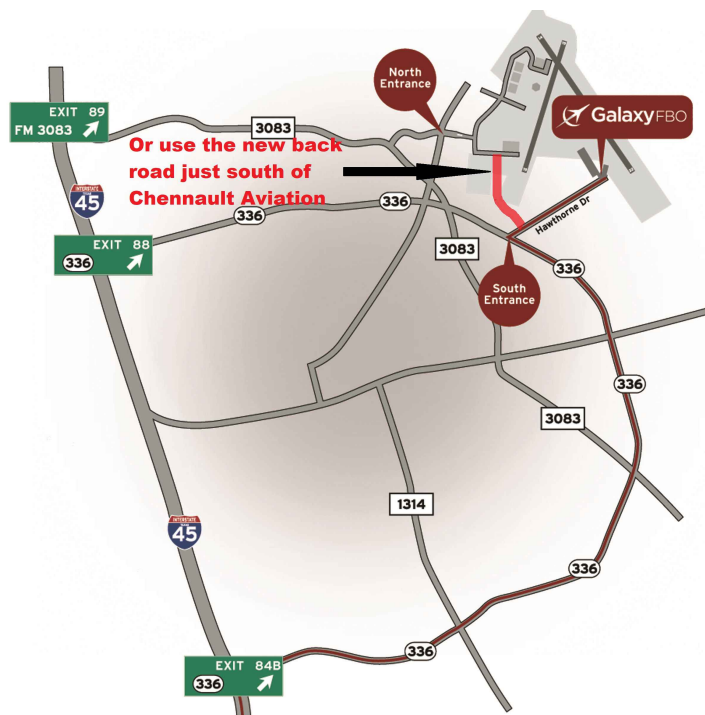 North
Entrance
EXIT 89
FM 3083
GalaxyFBO
3083
Or use the new back
road just south of
Chennault Aviation
INTERSTATE
45
336
336
EXIT 88
336
Hawthorne Dr
3083
336
South
Entrance
336
3083
1314
INTERSTATE
45
336
336
EXIT 84B
336